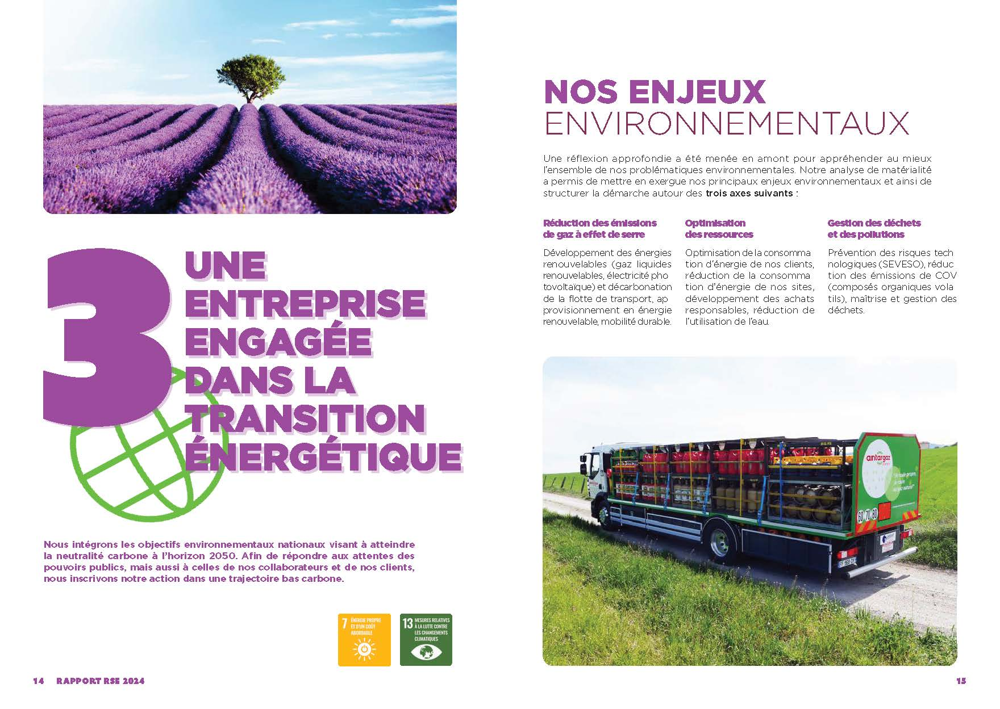 3
UNE
ENTREPRISE
ENGAGÉE
DANS LA
TRANSITION
ÉNERGÉTIQUE
Nous intégrons les objectifs environnementaux nationaux visant à atteindre
la neutralité carbone à l'horizon 2050. Afin de répondre aux attentes des
pouvoirs publics, mais aussi à celles de nos collaborateurs et de nos clients,
nous inscrivons notre action dans une trajectoire bas carbone.
7 ÉNERGIE PROPRE
ET D'UN COÛT
ABORDABLE
13 MESURES RELATIVES
À LA LUTTE CONTRE
LES CHANGEMENTS
CLIMATIQUES
14 RAPPORT RSE 2024
NOS ENJEUX
ENVIRONNEMENTAUX
Une réflexion approfondie a été menée en amont pour appréhender au mieux
l'ensemble de nos problématiques environnementales. Notre analyse de matérialité
a permis de mettre en exergue nos principaux enjeux environnementaux et ainsi de
structurer la démarche autour des trois axes suivants :
Réduction des émissions
de gaz à effet de serre
Développement des énergies
renouvelables (gaz liquides
renouvelables, électricité pho
tovoltaïque) et décarbonation
de la flotte de transport, ap
provisionnement en énergie
renouvelable, mobilité durable.
Optimisation
des ressources
Optimisation de la consomma
tion d'énergie de nos clients,
réduction de la consomma
tion d'énergie de nos sites,
développement des achats
responsables, réduction de
l'utilisation de l'eau.
Gestion des déchets
et des pollutions
Prévention des risques tech
nologiques (SEVESO), réduc
tion des émissions de COV
(composés organiques vola
tils), maîtrise et gestion des
déchets.
antargaz
60 70 80
15